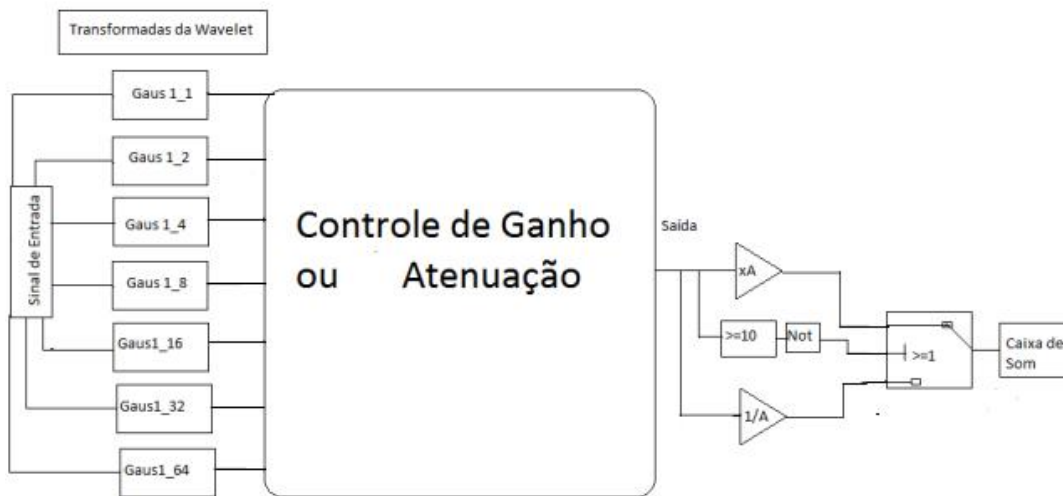 Transformadas da Wavelet
Gaus 1_1
Gaus 1_2
Gaus 1_4
Gaus 1_8
Gaus1_16
Gaus1_32
Gaus1_64
Sinal de Entrada
Controle de Ganho
ou Atenuação
Saída
xA
>=10
Not
1/A
>=1
Caixa de
Som